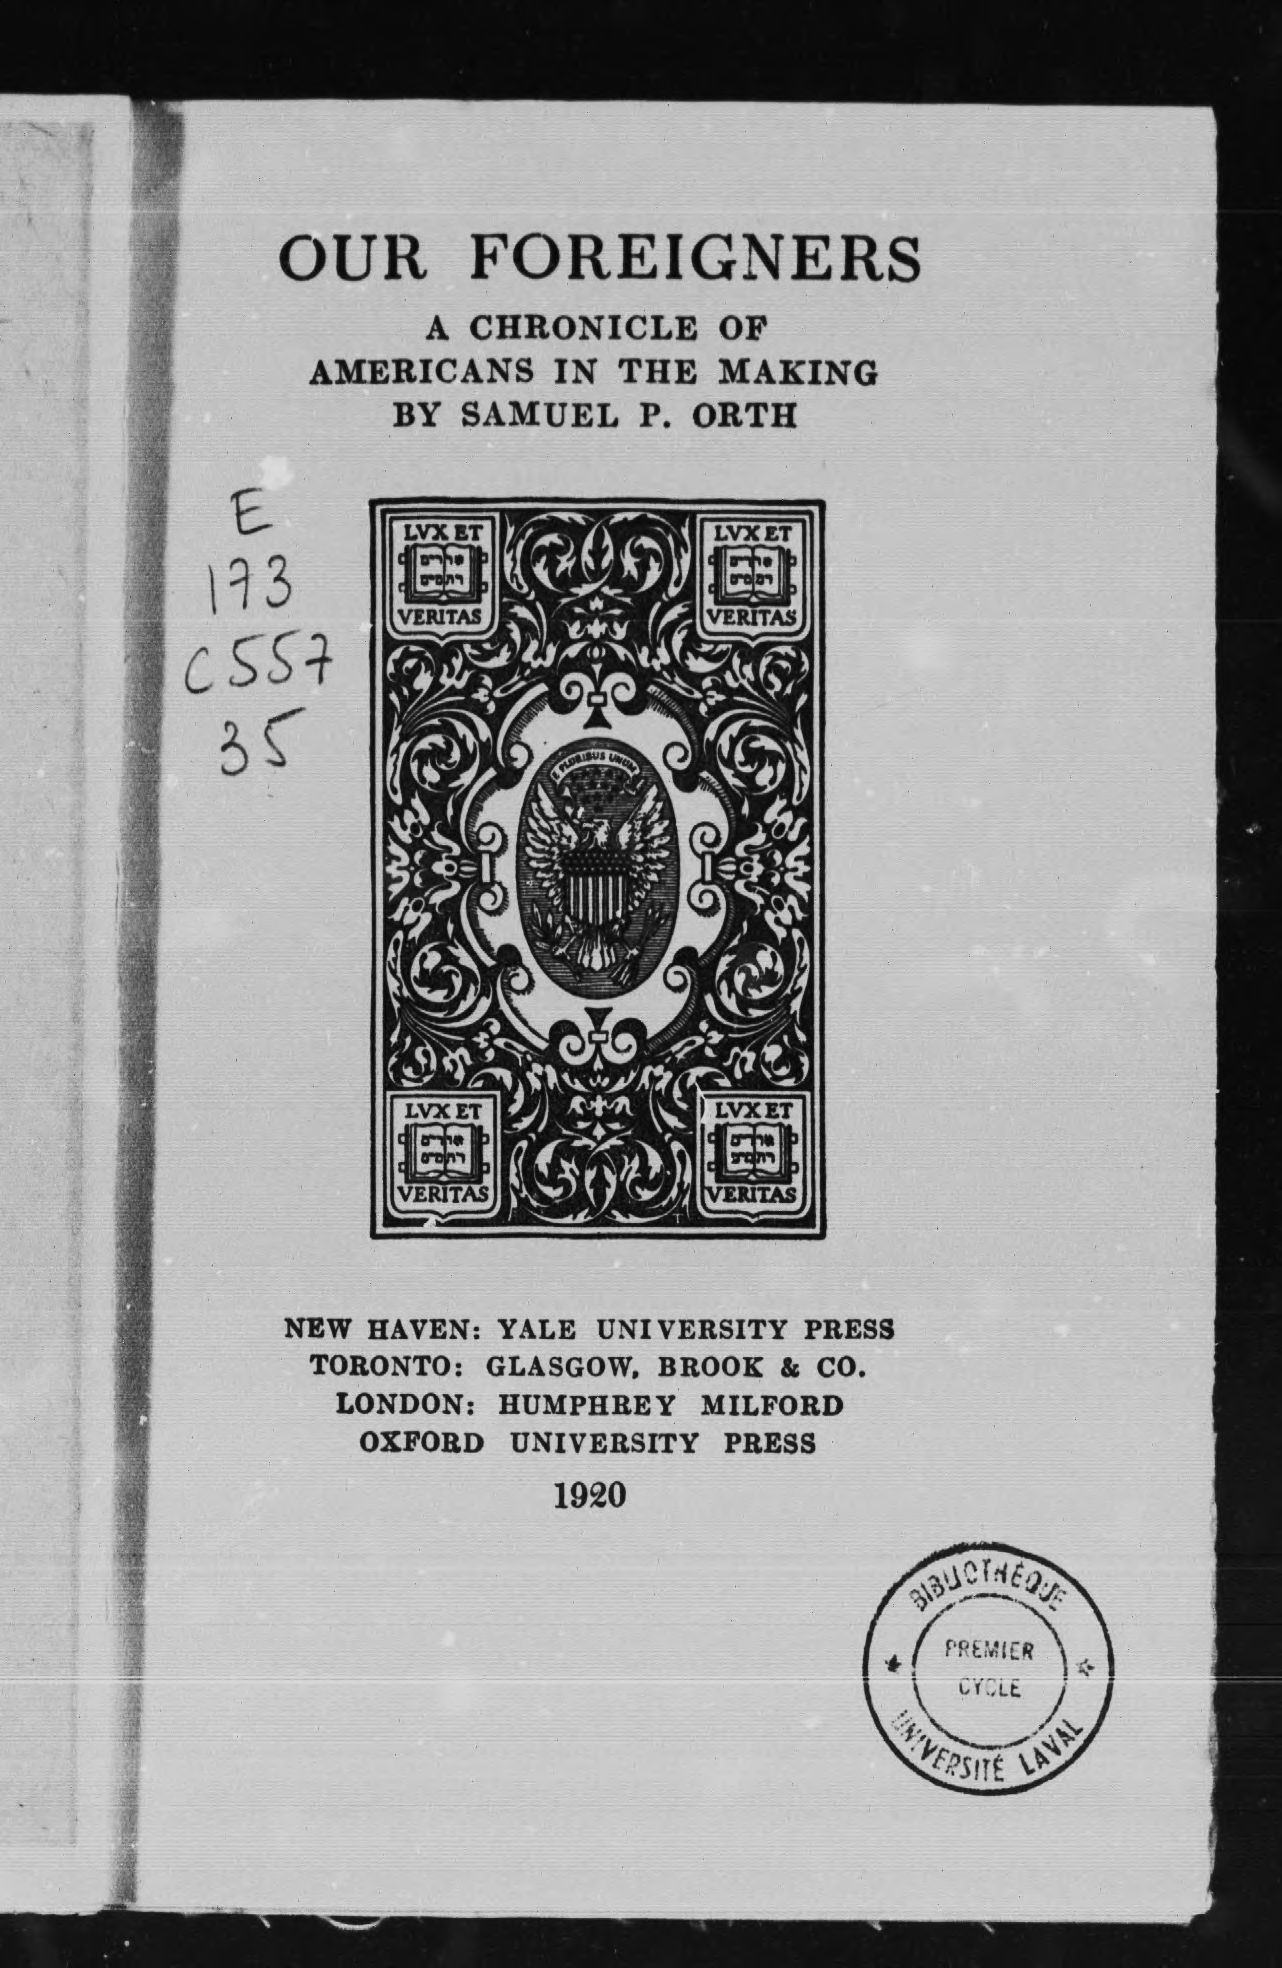 OUR FOREIGNERS
A CHRONICLE OF
AMERICANS IN THE MAKING
BY SAMUEL P. ORTH
E
173
C557
35
LVX ET
VERITAS
LVX ET
VERITAS
E PLURIBUS UNUM
LVX ET
VERITAS
LVX ET
VERITAS
NEW HAVEN: YALE UNIVERSITY PRESS
TORONTO: GLASGOW, BROOK & CO.
LONDON: HUMPHREY MILFORD
OXFORD UNIVERSITY PRESS
1920
BIBLIOTHÈQUE
PREMIER
CYCLE
UNIVERSITÉ LAVAL